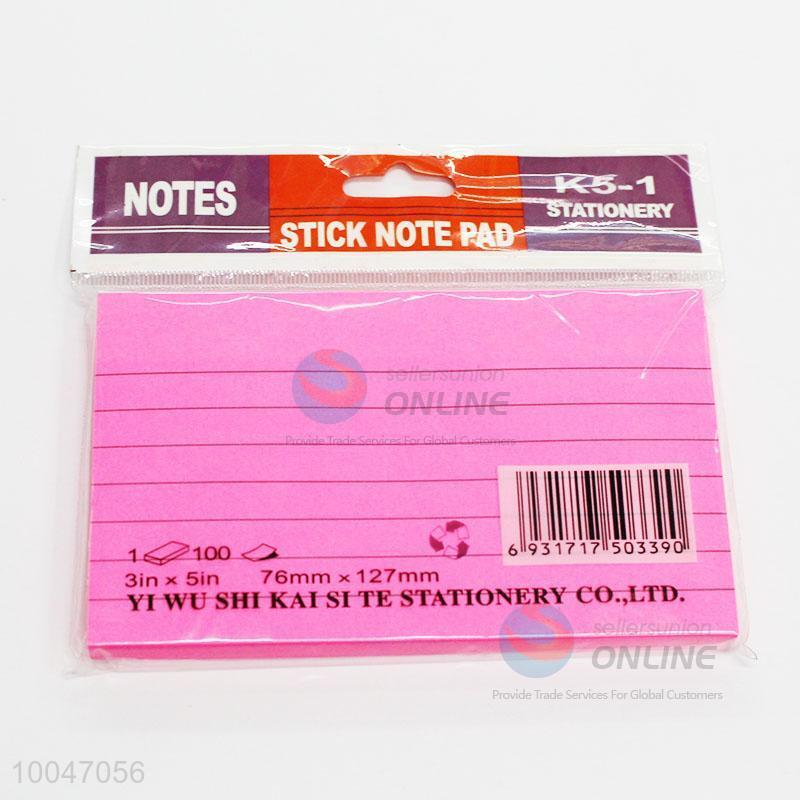 NOTES
STICK NOTE PAD
K5-1
STATIONERY
sellersunion
ONLINE
Provide Trade Services For Global Customers
6 931717 503390
1 100
3in x 5in 76mm x 127mm
YI WU SHI KAI SI TE STATIONERY CO.,LTD.
sellersunion
ONLINE
Provide Trade Services For Global Customers
10047056